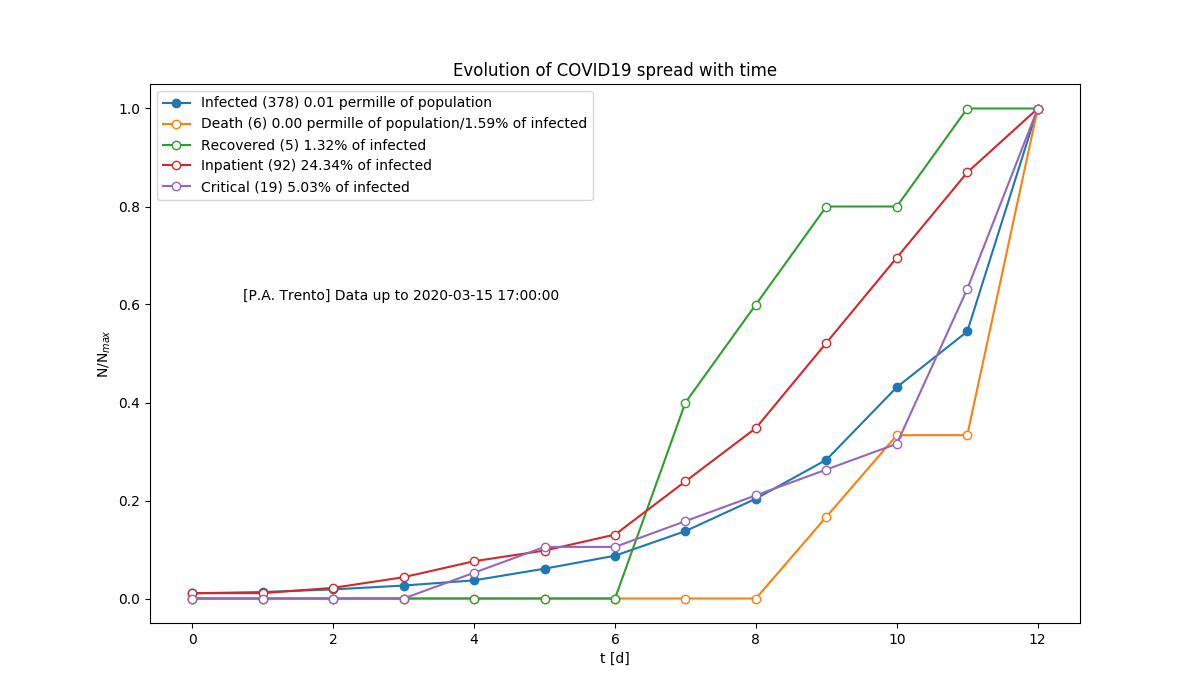 Evolution of COVID19 spread with time
Infected (378) 0.01 permille of population
Death (6) 0.00 permille of population/1.59% of infected
Recovered (5) 1.32% of infected
Inpatient (92) 24.34% of infected
Critical (19) 5.03% of infected
[P.A. Trento] Data up to 2020-03-15 17:00:00
N/Nmax
1.0
0.8
0.6
0.4
0.2
0.0
0 2 4 6 8 10 12
t [d]